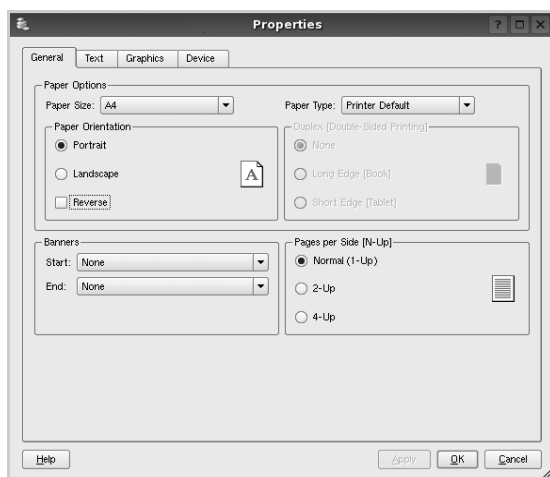 Properties
General Text Graphics Device
Paper Options
Paper Size: A4 Paper Type: Printer Default
Paper Orientation
Portrait
Landscape
Reverse
A
Duplex [Double-Sided Printing]
None
Long Edge [Book]
Short Edge [Tablet]
Banners
Start: None
End: None
Pages per Side [N-Up]
Normal (1-Up)
2-Up
4-Up
Help Apply OK Cancel